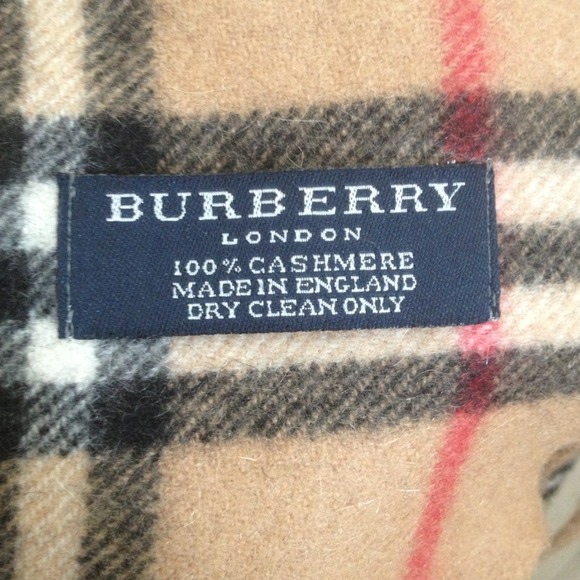 BURBERRY
LONDON
100% CASHMERE
MADE IN ENGLAND
DRY CLEAN ONLY